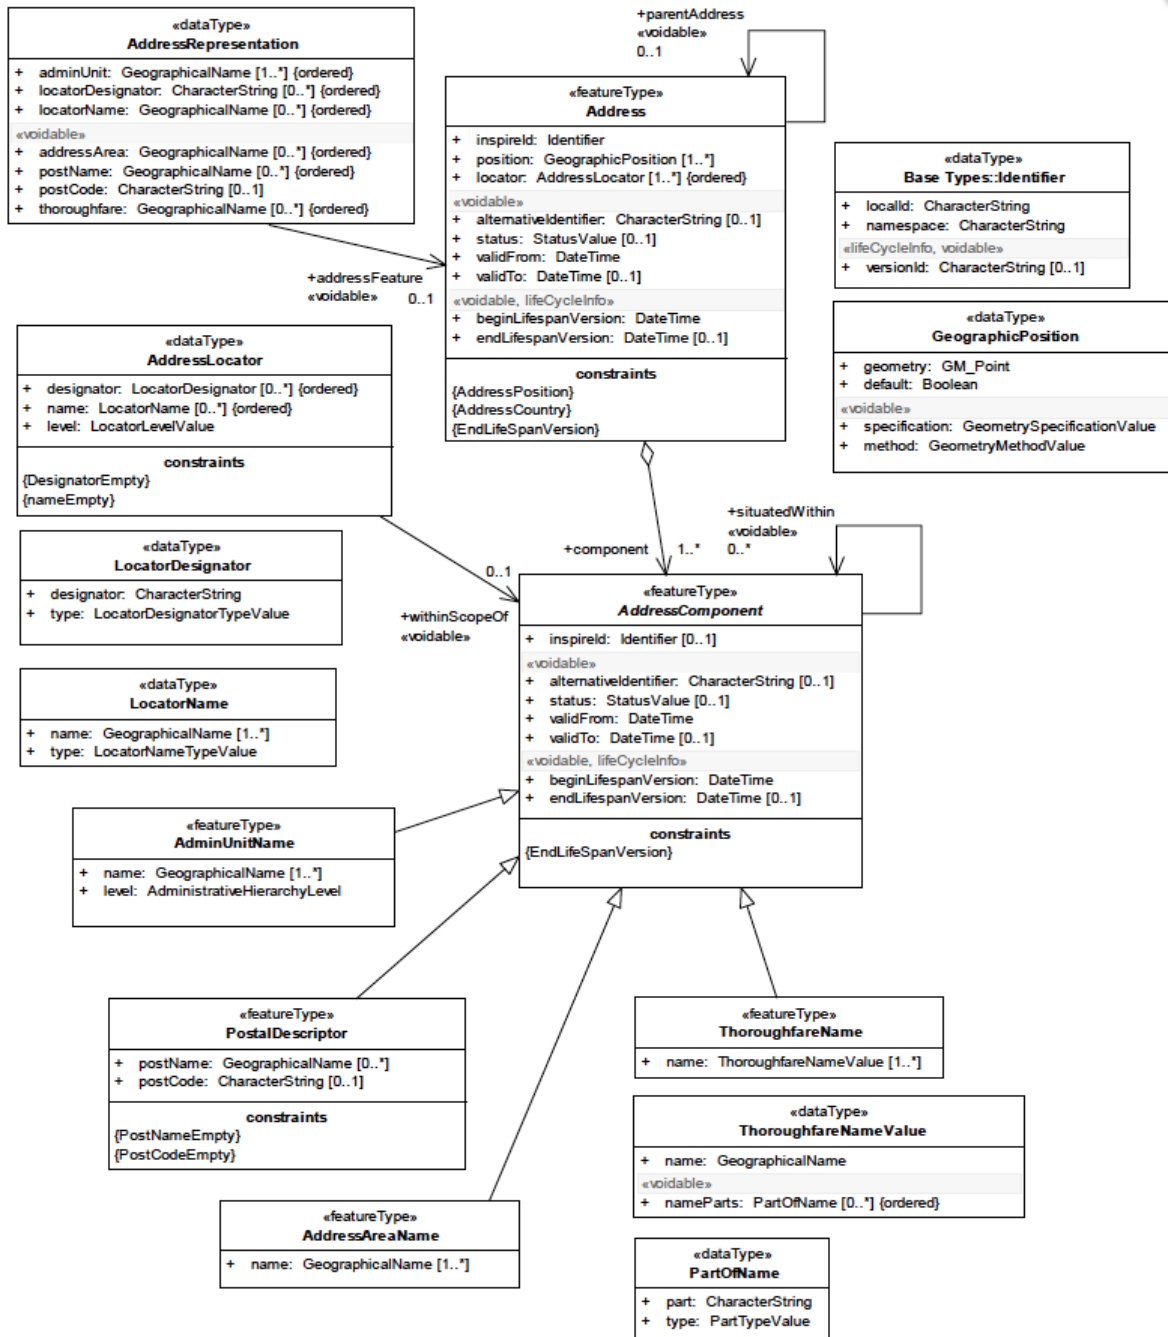 «dataType»
AddressRepresentation
+ adminUnit: GeographicalName [1..*] {ordered}
+ locatorDesignator: CharacterString [0..*] {ordered}
+ locatorName: GeographicalName [0..*] {ordered}
«voidable»
+ addressArea: GeographicalName [0..*] {ordered}
+ postName: GeographicalName [0..*] {ordered}
+ postCode: CharacterString [0..1]
+ thoroughfare: GeographicalName [0..*] {ordered}
+parentAddress
«voidable»
0..1
«featureType»
Address
+ inspireId: Identifier
+ position: GeographicPosition [1..*]
+ locator: AddressLocator [1..*] {ordered}
«voidable»
+ alternativeIdentifier: CharacterString [0..1]
+ status: StatusValue [0..1]
+ validFrom: DateTime
+ validTo: DateTime [0..1]
«voidable, lifeCycleInfo»
+ beginLifespanVersion: DateTime
+ endLifespanVersion: DateTime [0..1]
constraints
{AddressPosition}
{AddressCountry}
{EndLifeSpanVersion}
«dataType»
Base Types::Identifier
+ localId: CharacterString
+ namespace: CharacterString
«lifeCycleInfo, voidable»
+ versionId: CharacterString [0..1]
+addressFeature
«voidable» 0..1
«dataType»
GeographicPosition
+ geometry: GM_Point
+ default: Boolean
«voidable»
+ specification: GeometrySpecificationValue
+ method: GeometryMethodValue
«dataType»
AddressLocator
+ designator: LocatorDesignator [0..*] {ordered}
+ name: LocatorName [0..*] {ordered}
+ level: LocatorLevelValue
constraints
{DesignatorEmpty}
{nameEmpty}
+situatedWithin
«voidable»
0..*
+component 1..*
0..1
+withinScopeOf
«voidable»
«dataType»
LocatorDesignator
+ designator: CharacterString
+ type: LocatorDesignatorTypeValue
«featureType»
AddressComponent
+ inspireId: Identifier [0..1]
«voidable»
+ alternativeIdentifier: CharacterString [0..1]
+ status: StatusValue [0..1]
+ validFrom: DateTime
+ validTo: DateTime [0..1]
«voidable, lifeCycleInfo»
+ beginLifespanVersion: DateTime
+ endLifespanVersion: DateTime [0..1]
constraints
{EndLifeSpanVersion}
«dataType»
LocatorName
+ name: GeographicalName [1..*]
+ type: LocatorNameTypeValue
«featureType»
AdminUnitName
+ name: GeographicalName [1..*]
+ level: AdministrativeHierarchyLevel
«featureType»
PostalDescriptor
+ postName: GeographicalName [0..*]
+ postCode: CharacterString [0..1]
constraints
{PostNameEmpty}
{PostCodeEmpty}
«featureType»
ThoroughfareName
+ name: ThoroughfareNameValue [1..*]
«dataType»
ThoroughfareNameValue
+ name: GeographicalName
«voidable»
+ nameParts: PartOfName [0..*] {ordered}
«featureType»
AddressAreaName
+ name: GeographicalName [1..*]
«dataType»
PartOfName
+ part: CharacterString
+ type: PartTypeValue